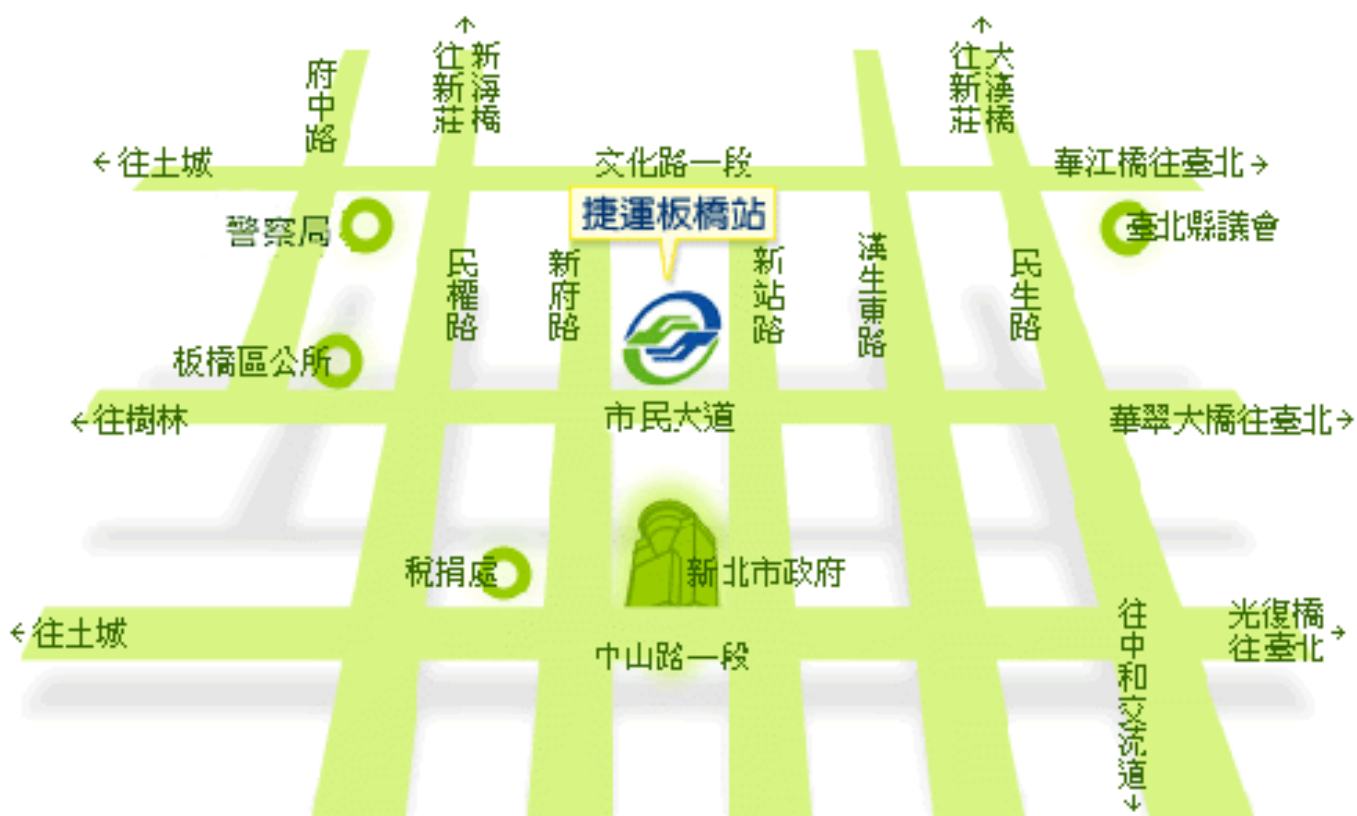 往新莊
新海橋
往新莊
大漢橋
府中路
←往土城
文化路一段
華江橋往臺北→
捷運板橋站
警察局
臺北縣議會
民權路
新府路
新站路
漢生東路
民生路
板橋區公所
←往樹林
市民大道
華翠大橋往臺北→
稅捐處
新北市政府
←往土城
中山路一段
往中和交流道
光復橋
往臺北→